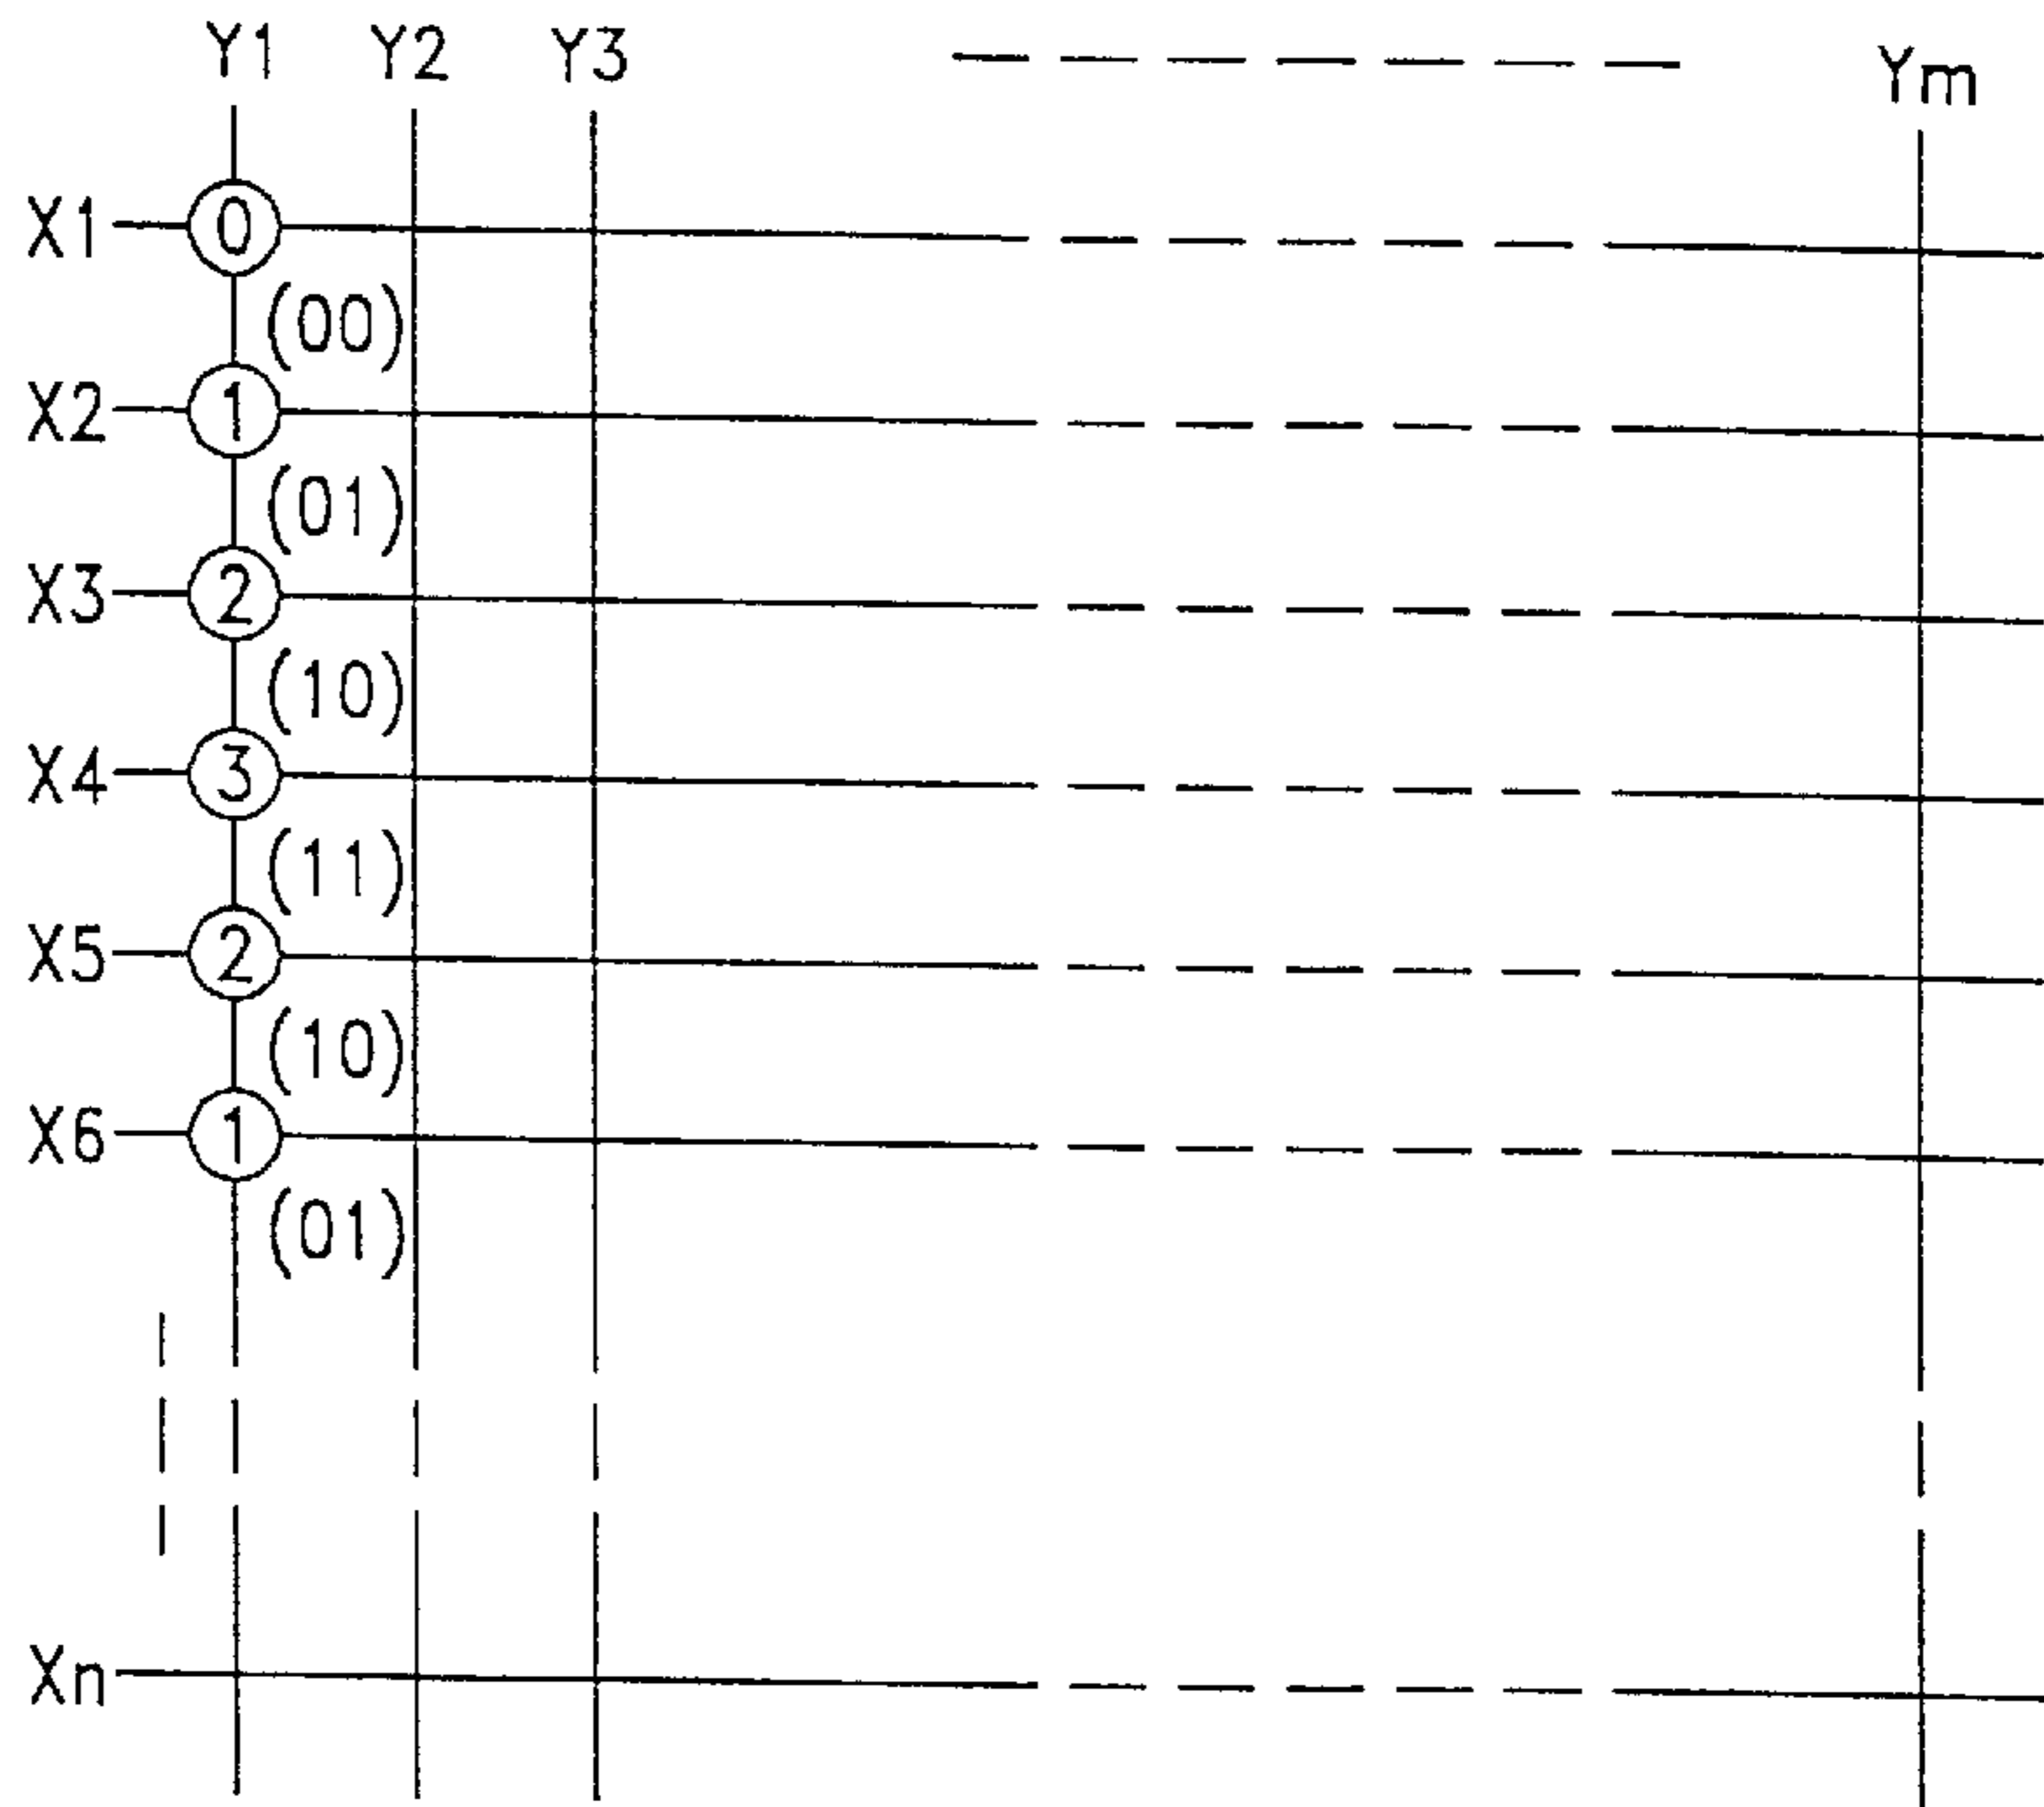 Y1 Y2 Y3 Ym
X1 0
(00)
X2 1
(01)
X3 2
(10)
X4 3
(11)
X5 2
(10)
X6 1
(01)
Xn